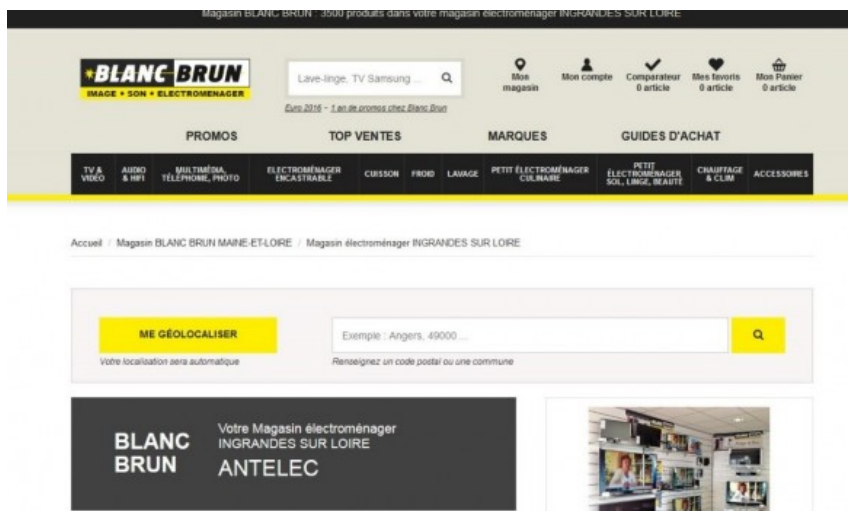 Magasin BLANC BRUN : 3500 produits dans votre magasin électroménager INGRANDES SUR LOIRE
BLANC BRUN
IMAGE • SON • ELECTROMENAGER
Lave-linge, TV Samsung ...
Euro 2016 - 1 an de promos chez Blanc Brun
Mon magasin
Mon compte
Comparateur 0 article
Mes favoris 0 article
Mon Panier 0 article
PROMOS
TOP VENTES
MARQUES
GUIDES D'ACHAT
TV & VIDÉO
AUDIO & HIFI
MULTIMÉDIA, TÉLÉPHONIE, PHOTO
ELECTROMÉNAGER ENCASTRABLE
CUISSON
FROID
LAVAGE
PETIT ÉLECTROMÉNAGER CULINAIRE
PETIT ÉLECTROMÉNAGER SOL, LINGE, BEAUTÉ
CHAUFFAGE & CLIM
ACCESSOIRES
Accueil / Magasin BLANC BRUN MAINE-ET-LOIRE / Magasin électroménager INGRANDES SUR LOIRE
ME GÉOLOCALISER
Votre localisation sera automatique
Exemple : Angers, 49000 ...
Renseignez un code postal ou une commune
BLANC
BRUN
Votre Magasin électroménager
INGRANDES SUR LOIRE
ANTELEC